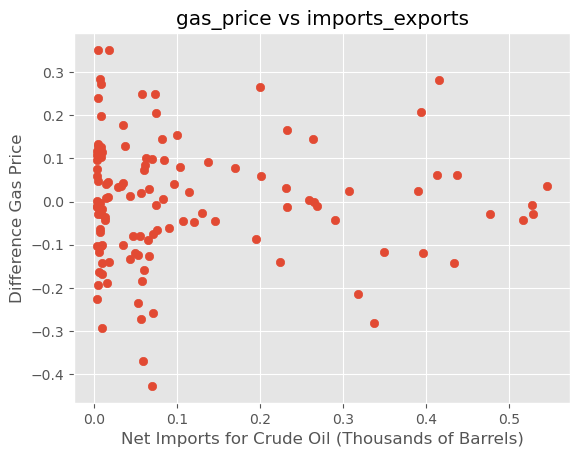 gas_price vs imports_exports
Difference Gas Price
0.3
0.2
0.1
0.0
−0.1
−0.2
−0.3
−0.4
0.0 0.1 0.2 0.3 0.4 0.5
Net Imports for Crude Oil (Thousands of Barrels)